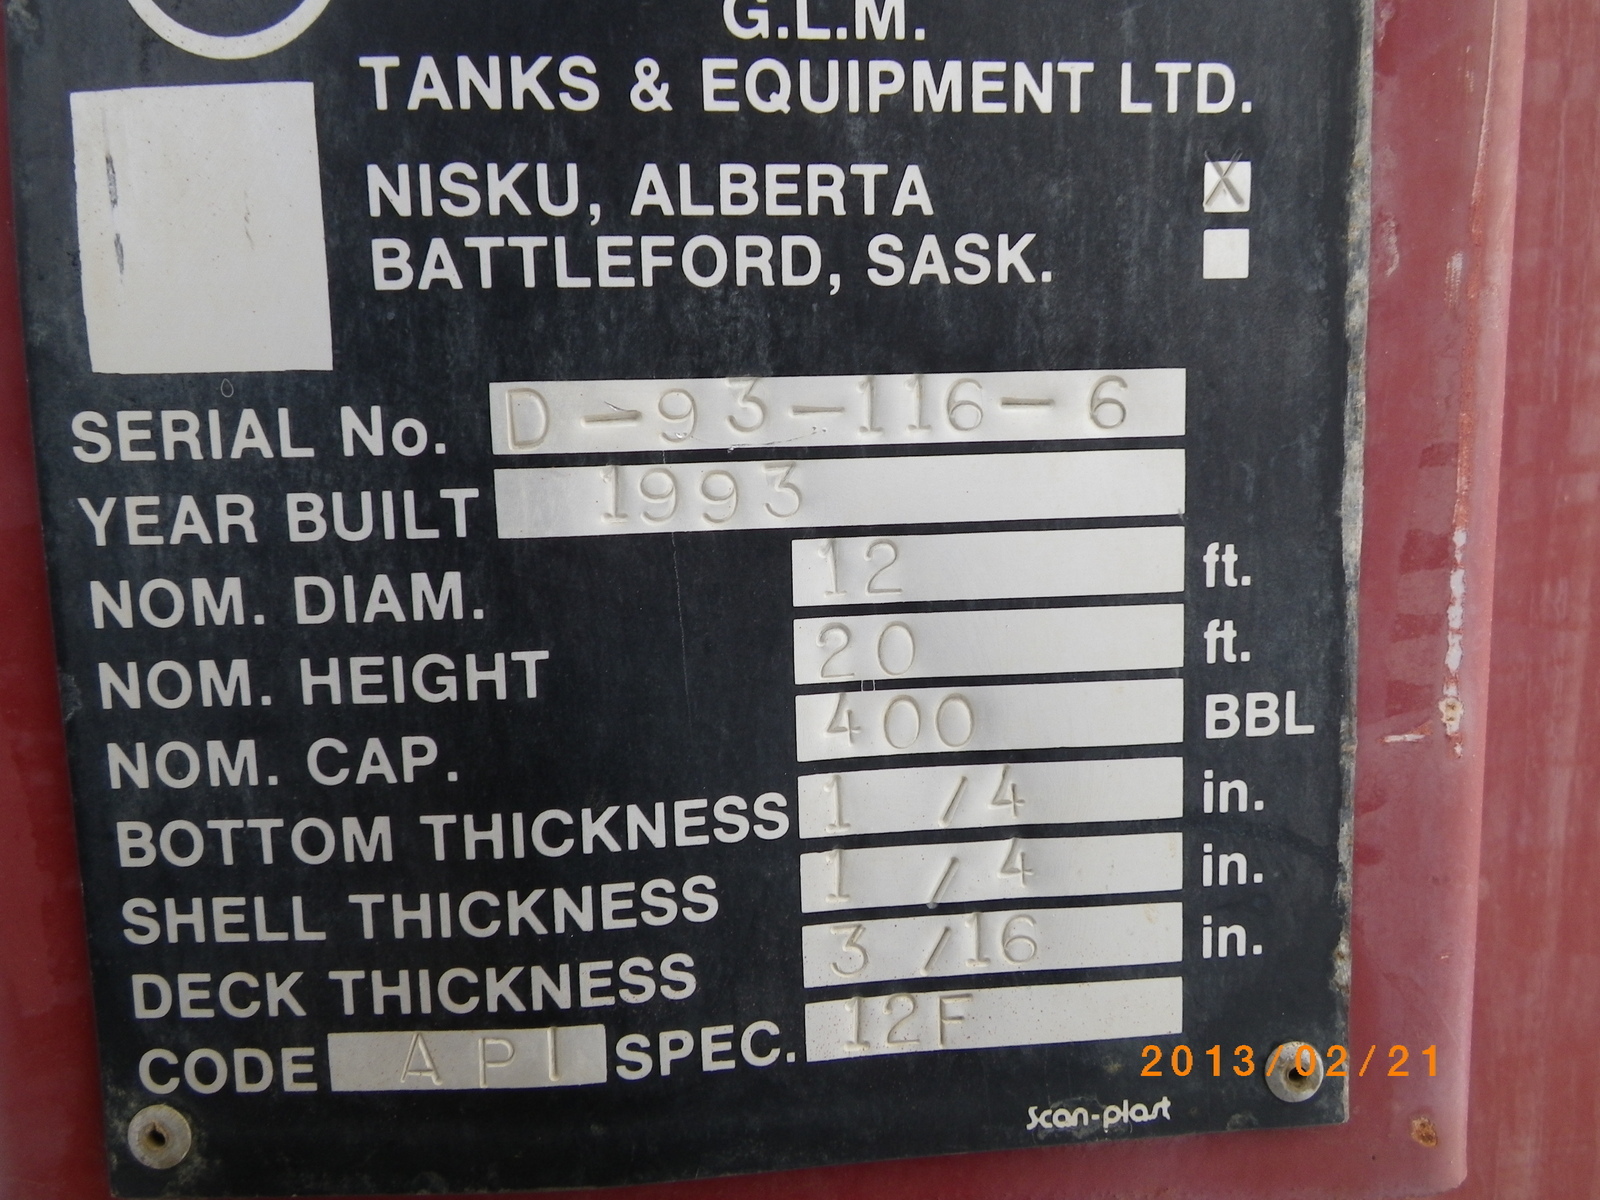 G.L.M.
TANKS & EQUIPMENT LTD.
NISKU, ALBERTA X
BATTLEFORD, SASK.
SERIAL No. D-93-116-6
YEAR BUILT 1993
NOM. DIAM. 12 ft.
NOM. HEIGHT 20 ft.
NOM. CAP. 400 BBL
BOTTOM THICKNESS 1/4 in.
SHELL THICKNESS 1/4 in.
DECK THICKNESS 3/16 in.
CODE API SPEC. 12F
2013/02/21
scan-plast